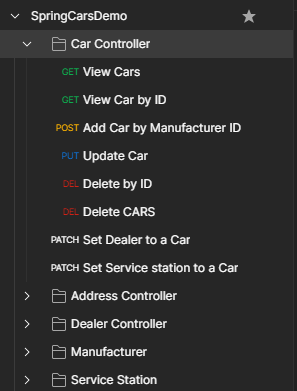 SpringCarsDemo
Car Controller
GET View Cars
GET View Car by ID
POST Add Car by Manufacturer ID
PUT Update Car
DEL Delete by ID
DEL Delete CARS
PATCH Set Dealer to a Car
PATCH Set Service station to a Car
Address Controller
Dealer Controller
Manufacturer
Service Station